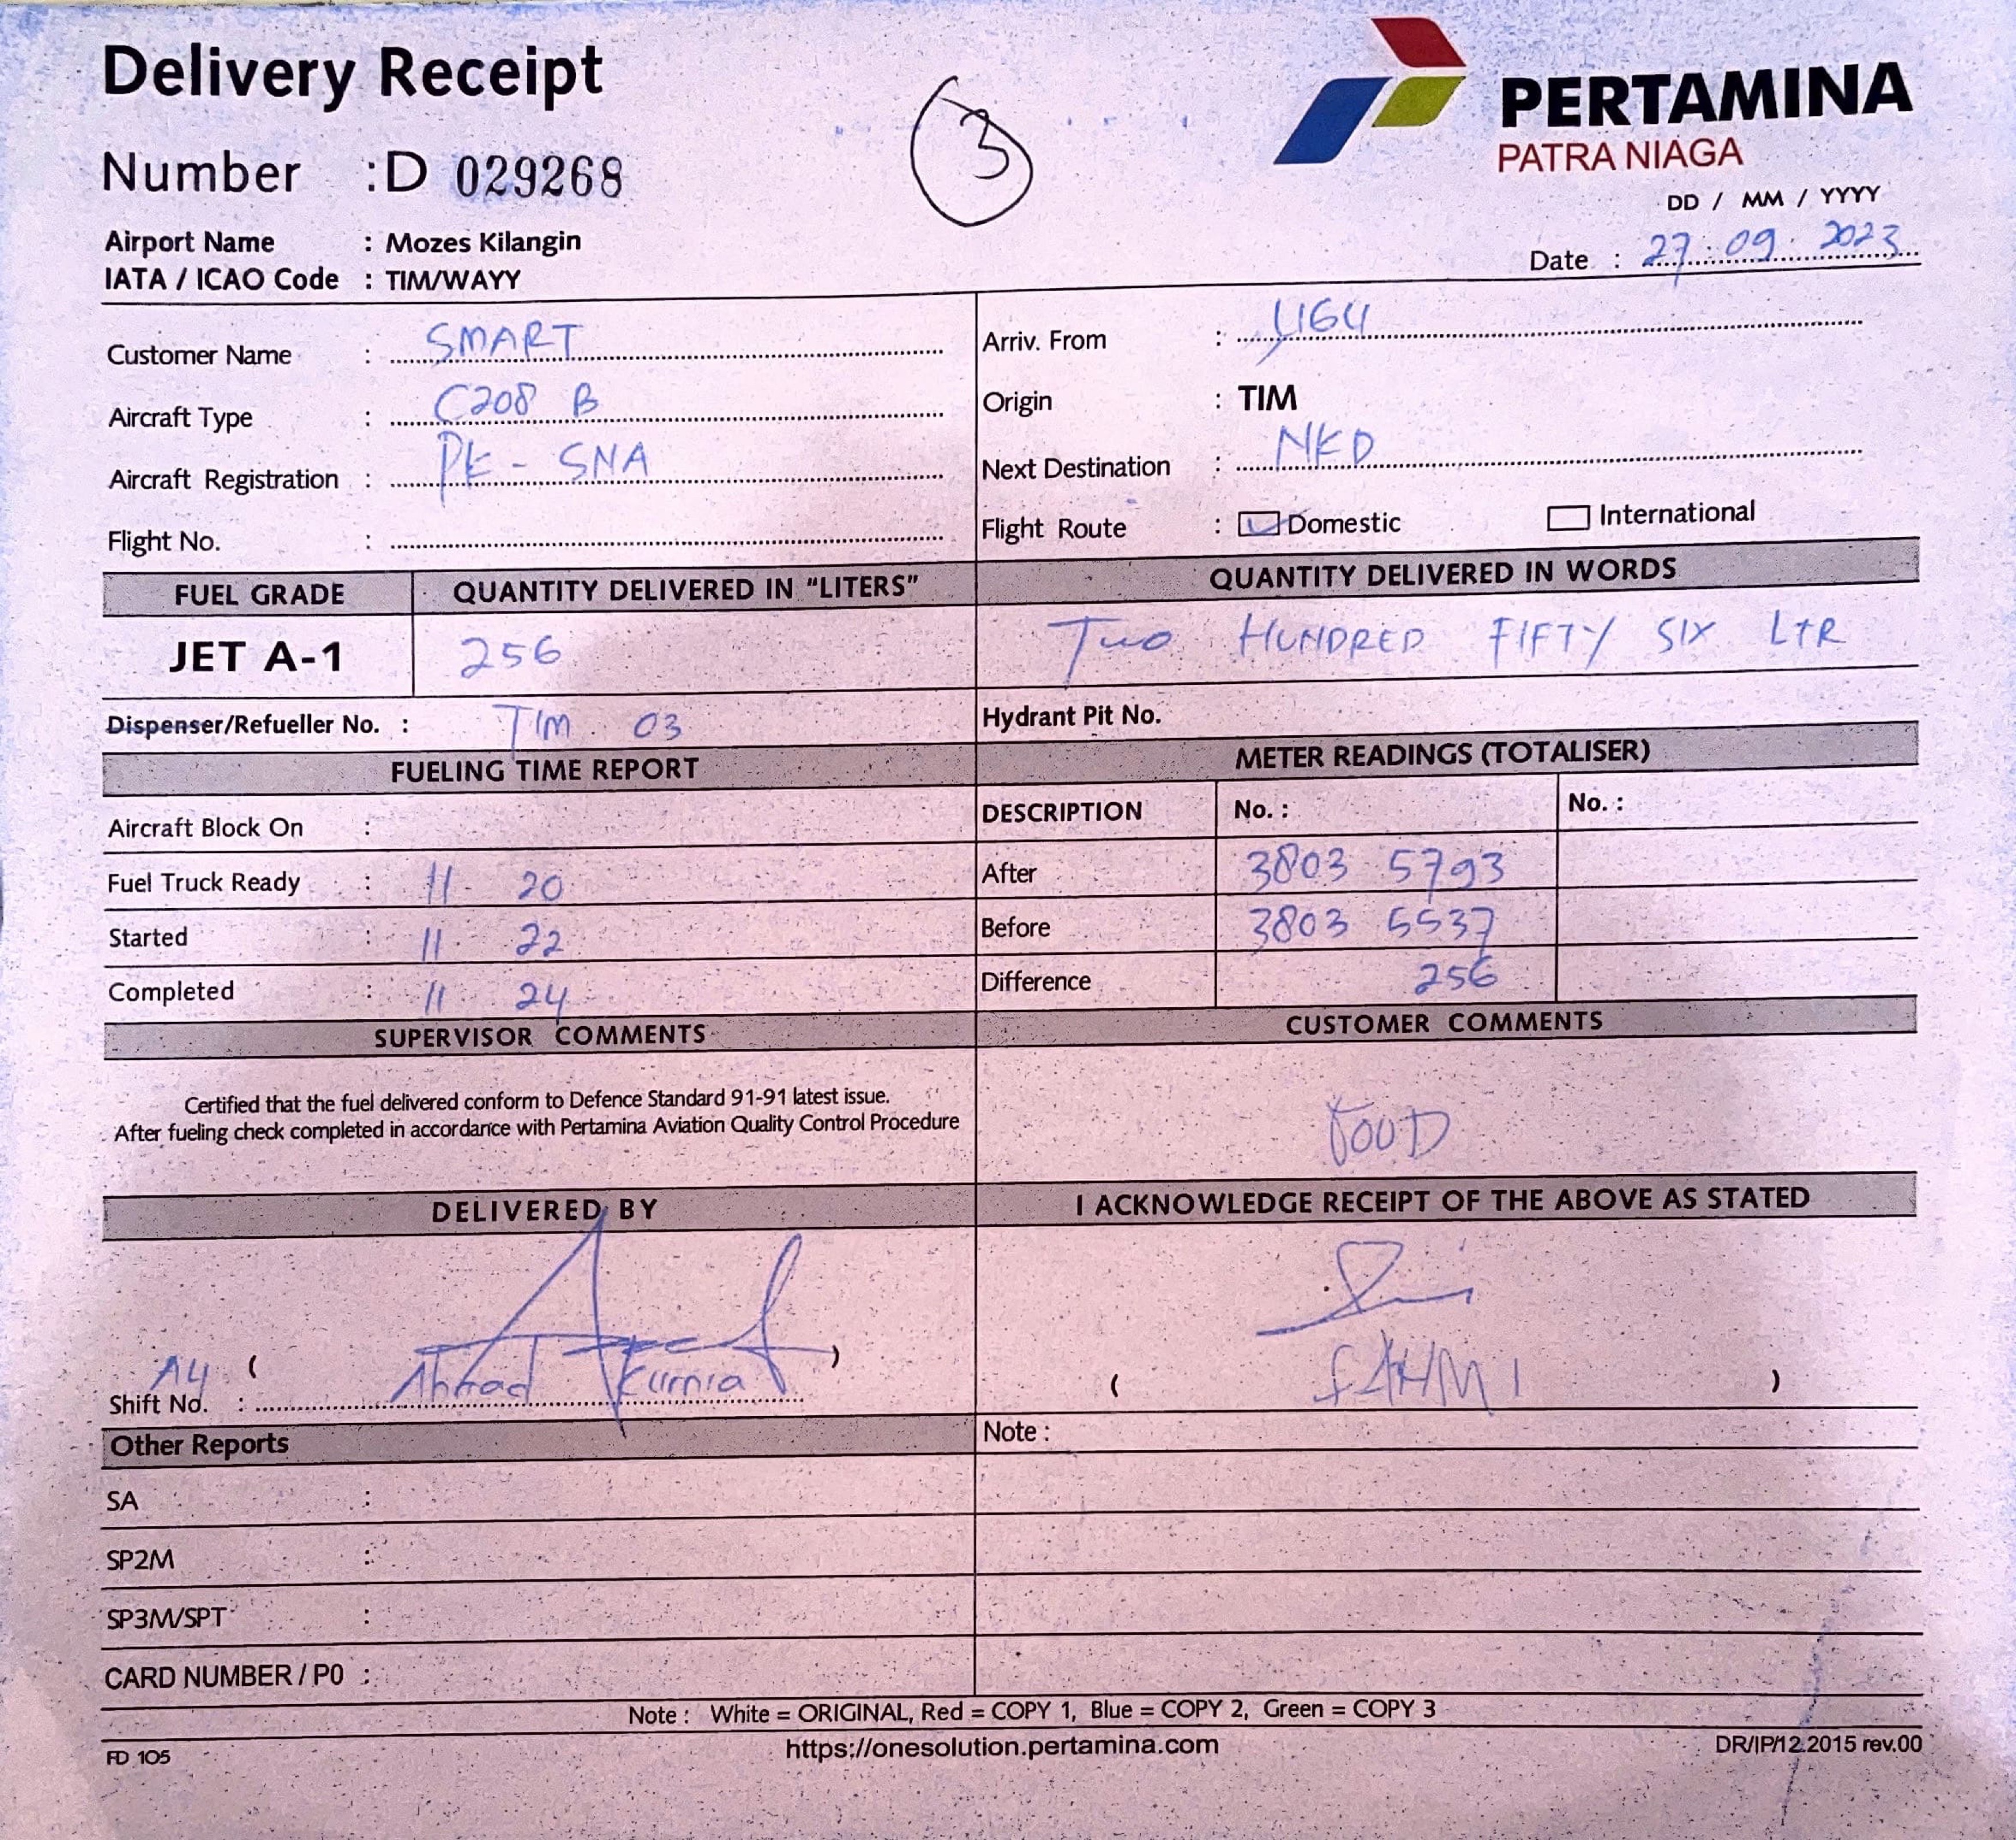 Delivery Receipt
3
PERTAMINA
PATRA NIAGA
Number : D 029268
DD / MM / YYYY
Date : 27 . 09 . 2023
Airport Name : Mozes Kilangin
IATA / ICAO Code : TIM/WAYY
Customer Name : SMART
Aircraft Type : C208 B
Aircraft Registration : PK - SNA
Flight No. :
Arriv. From :
Origin : TIM
Next Destination : NKD
Flight Route : Domestic International
FUEL GRADE QUANTITY DELIVERED IN "LITERS" QUANTITY DELIVERED IN WORDS
JET A-1 256 TWO HUNDRED FIFTY SIX LTR
Dispenser/Refueller No. : TIM 03 Hydrant Pit No.
FUELING TIME REPORT
Aircraft Block On :
Fuel Truck Ready : 11 20
Started : 11 22
Completed : 11 24
METER READINGS (TOTALISER)
DESCRIPTION No. : No. :
After 3803 5793
Before 3803 5537
Difference 256
SUPERVISOR COMMENTS
Certified that the fuel delivered conform to Defence Standard 91-91 latest issue.
After fueling check completed in accordance with Pertamina Aviation Quality Control Procedure
CUSTOMER COMMENTS
DELIVERED BY
A4 ( Kurnia )
Shift No. :
I ACKNOWLEDGE RECEIPT OF THE ABOVE AS STATED
( FAHMI )
Other Reports
SA :
SP2M :
SP3M/SPT :
CARD NUMBER / P0 :
Note :
Note : White = ORIGINAL, Red = COPY 1, Blue = COPY 2, Green = COPY 3
FD 105 https://onesolution.pertamina.com DR/IP/12.2015 rev.00